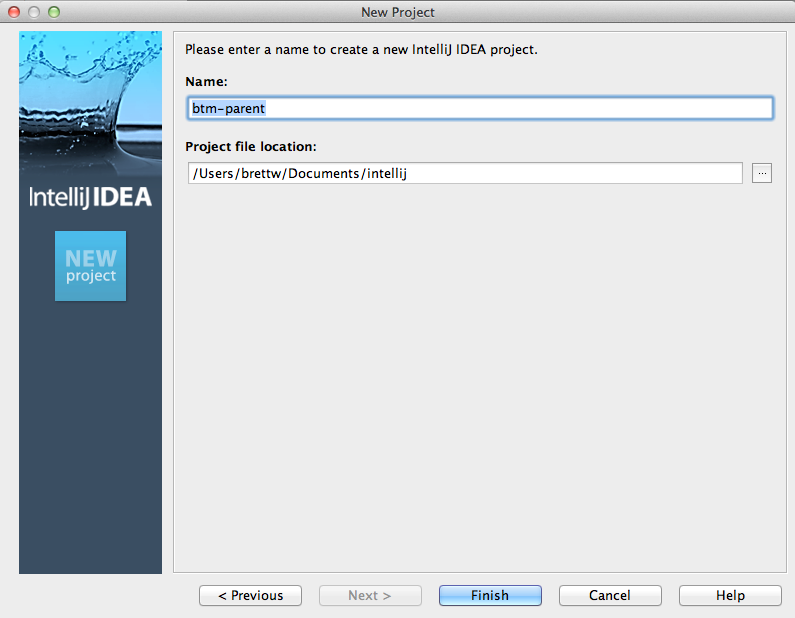 New Project
IntelliJ IDEA
NEW
project
Please enter a name to create a new IntelliJ IDEA project.
Name:
btm-parent
Project file location:
/Users/brettw/Documents/intellij
...
< Previous
Next >
Finish
Cancel
Help